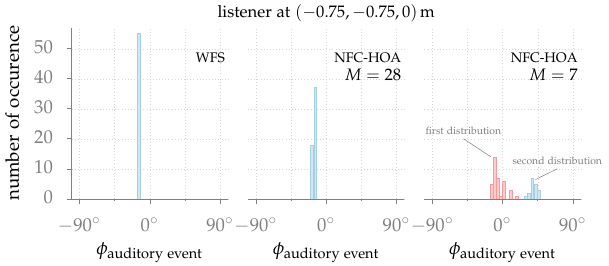 listener at (−0.75, −0.75, 0) m
number of occurence
50
40
30
20
10
0
WFS
NFC-HOA
M = 28
NFC-HOA
M = 7
first distribution
second distribution
−90° 0° 90° −90° 0° 90° −90° 0° 90°
ϕauditory event ϕauditory event ϕauditory event